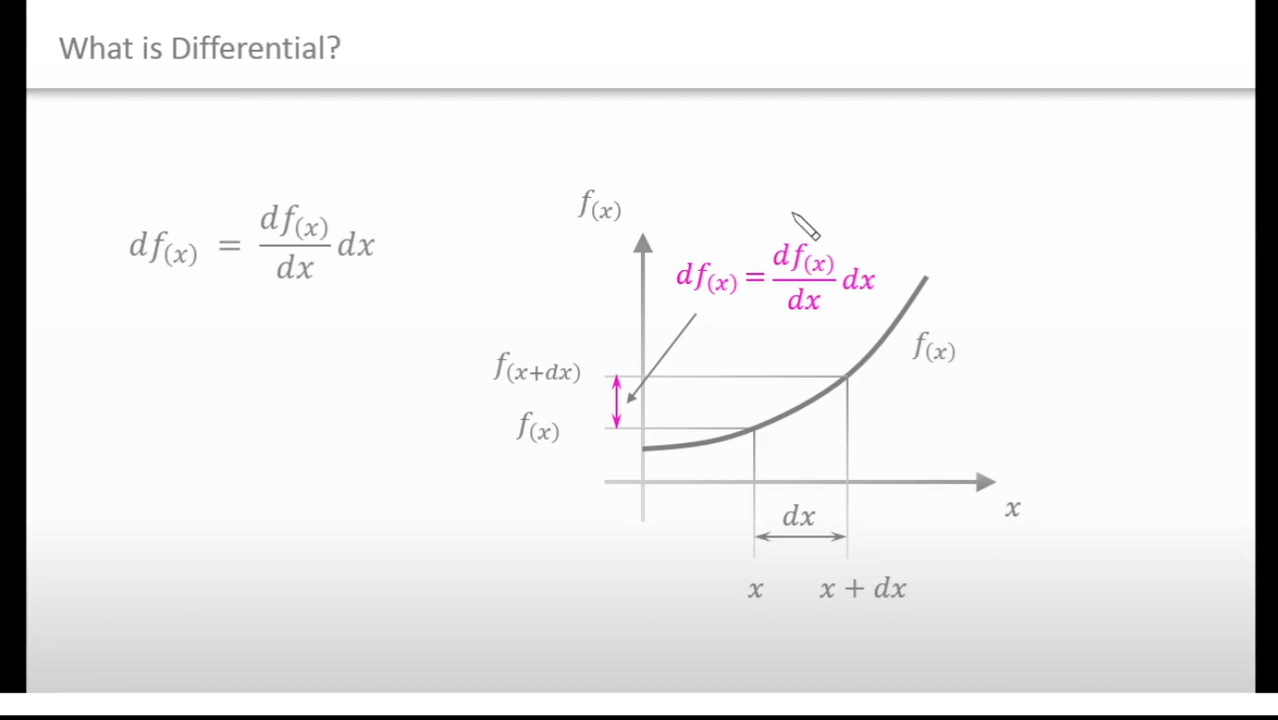 What is Differential?
df(x) = df(x)/dx dx
f(x)
df(x) = df(x)/dx dx
f(x)
f(x+dx)
f(x)
dx
x
x
x + dx